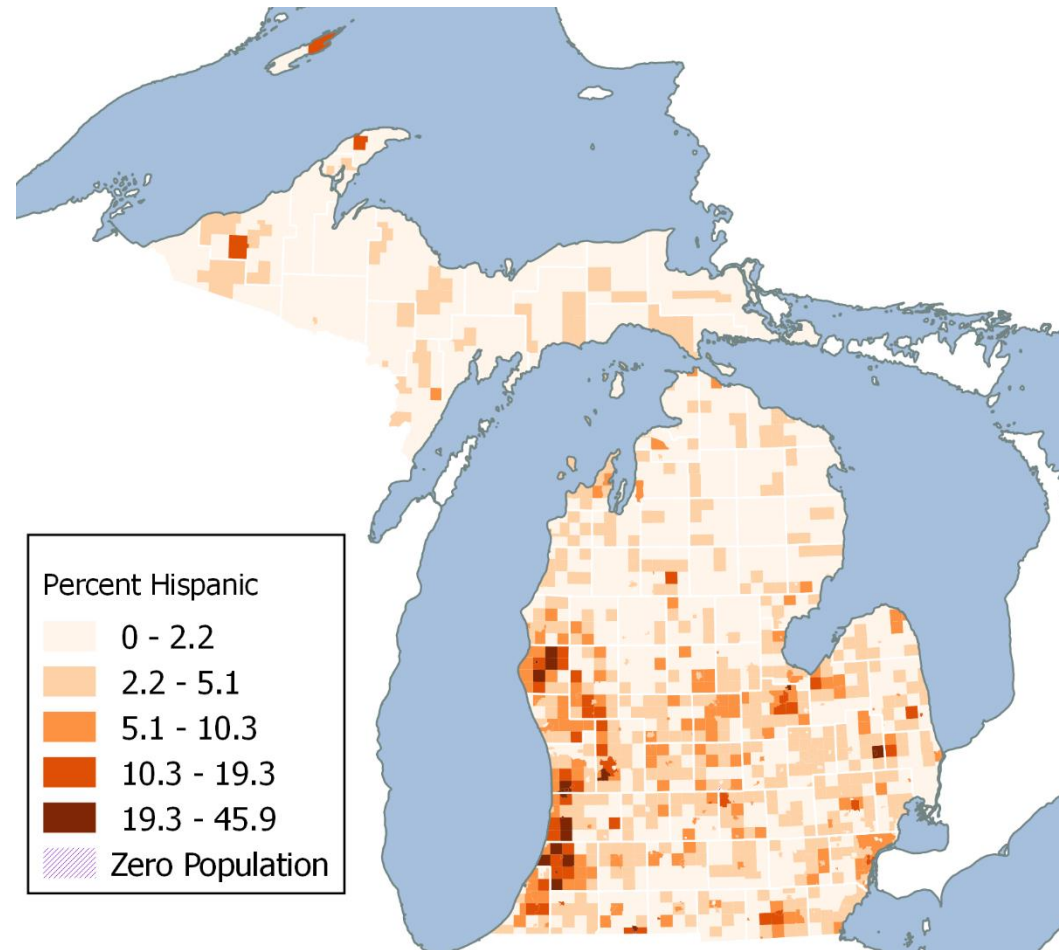 Percent Hispanic
0 - 2.2
2.2 - 5.1
5.1 - 10.3
10.3 - 19.3
19.3 - 45.9
Zero Population